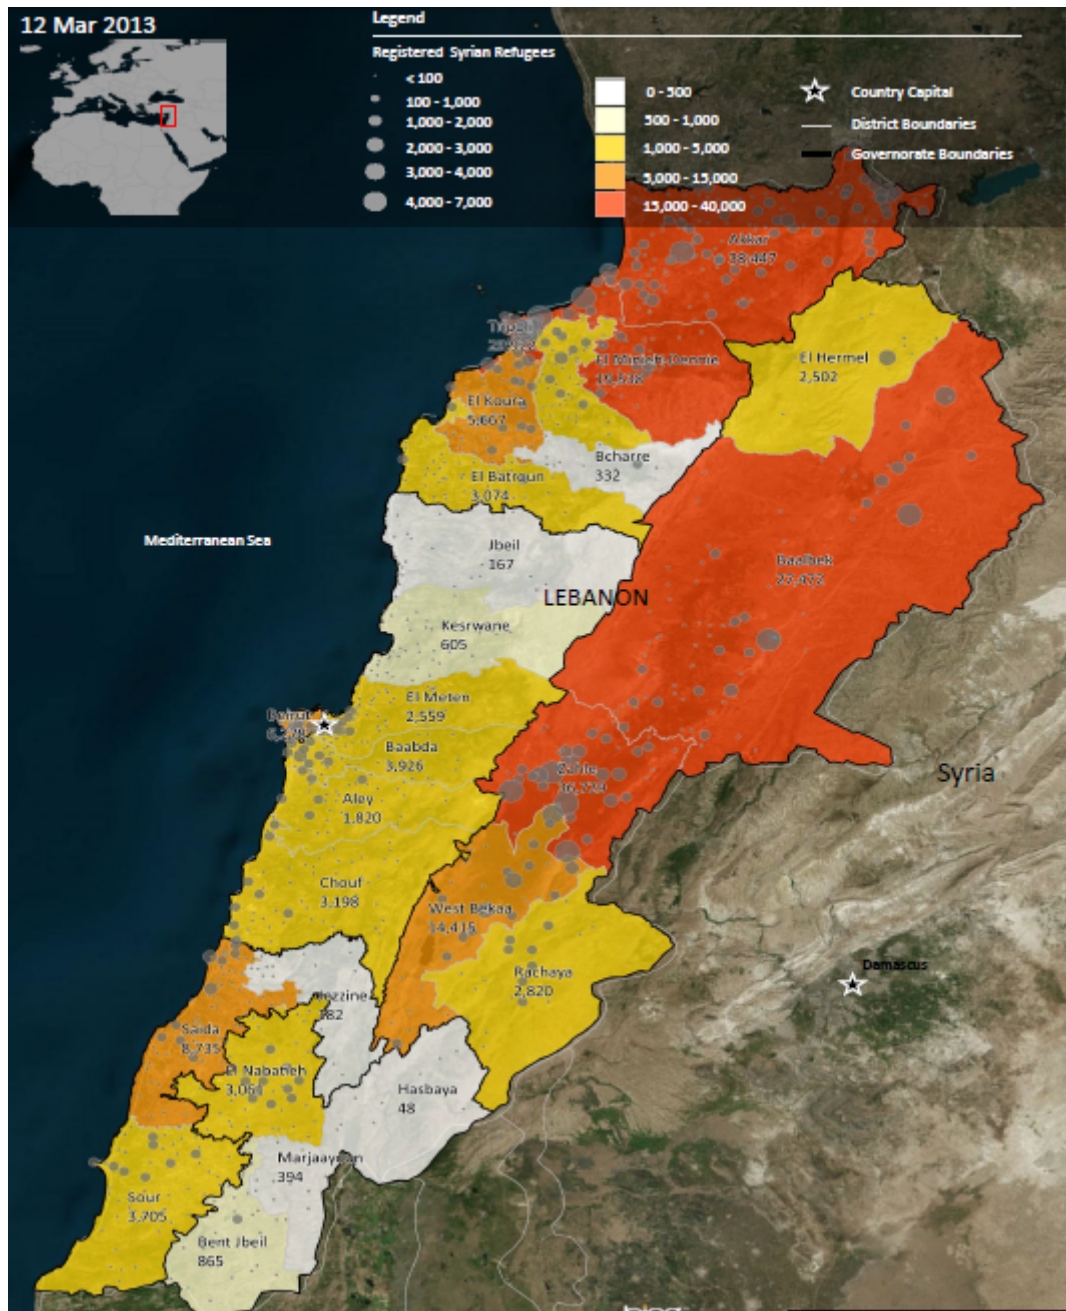 12 Mar 2013
Legend
Registered Syrian Refugees
< 100
100 - 1,000
1,000 - 2,000
2,000 - 3,000
3,000 - 4,000
4,000 - 7,000
0 - 500
500 - 1,000
1,000 - 5,000
5,000 - 15,000
15,000 - 40,000
Country Capital
District Boundaries
Governorate Boundaries
Akkar
38,447
El Hermel
2,502
El Minieh-Dennie
El Koura
5,667
Bcharre
332
El Batroun
3,074
Mediterranean Sea
Jbeil
167
Baalbek
27,472
LEBANON
Kesrwane
605
El Meten
2,559
Beirut
Baabda
3,926
Zahle
36,729
Syria
Aley
1,820
Chouf
3,198
West Bekaa
14,415
Damascus
Rachaya
2,820
Jezzine
182
Saida
8,735
El Nabatieh
3,061
Hasbaya
48
Marjaayoun
394
Sour
3,705
Bent Jbeil
865